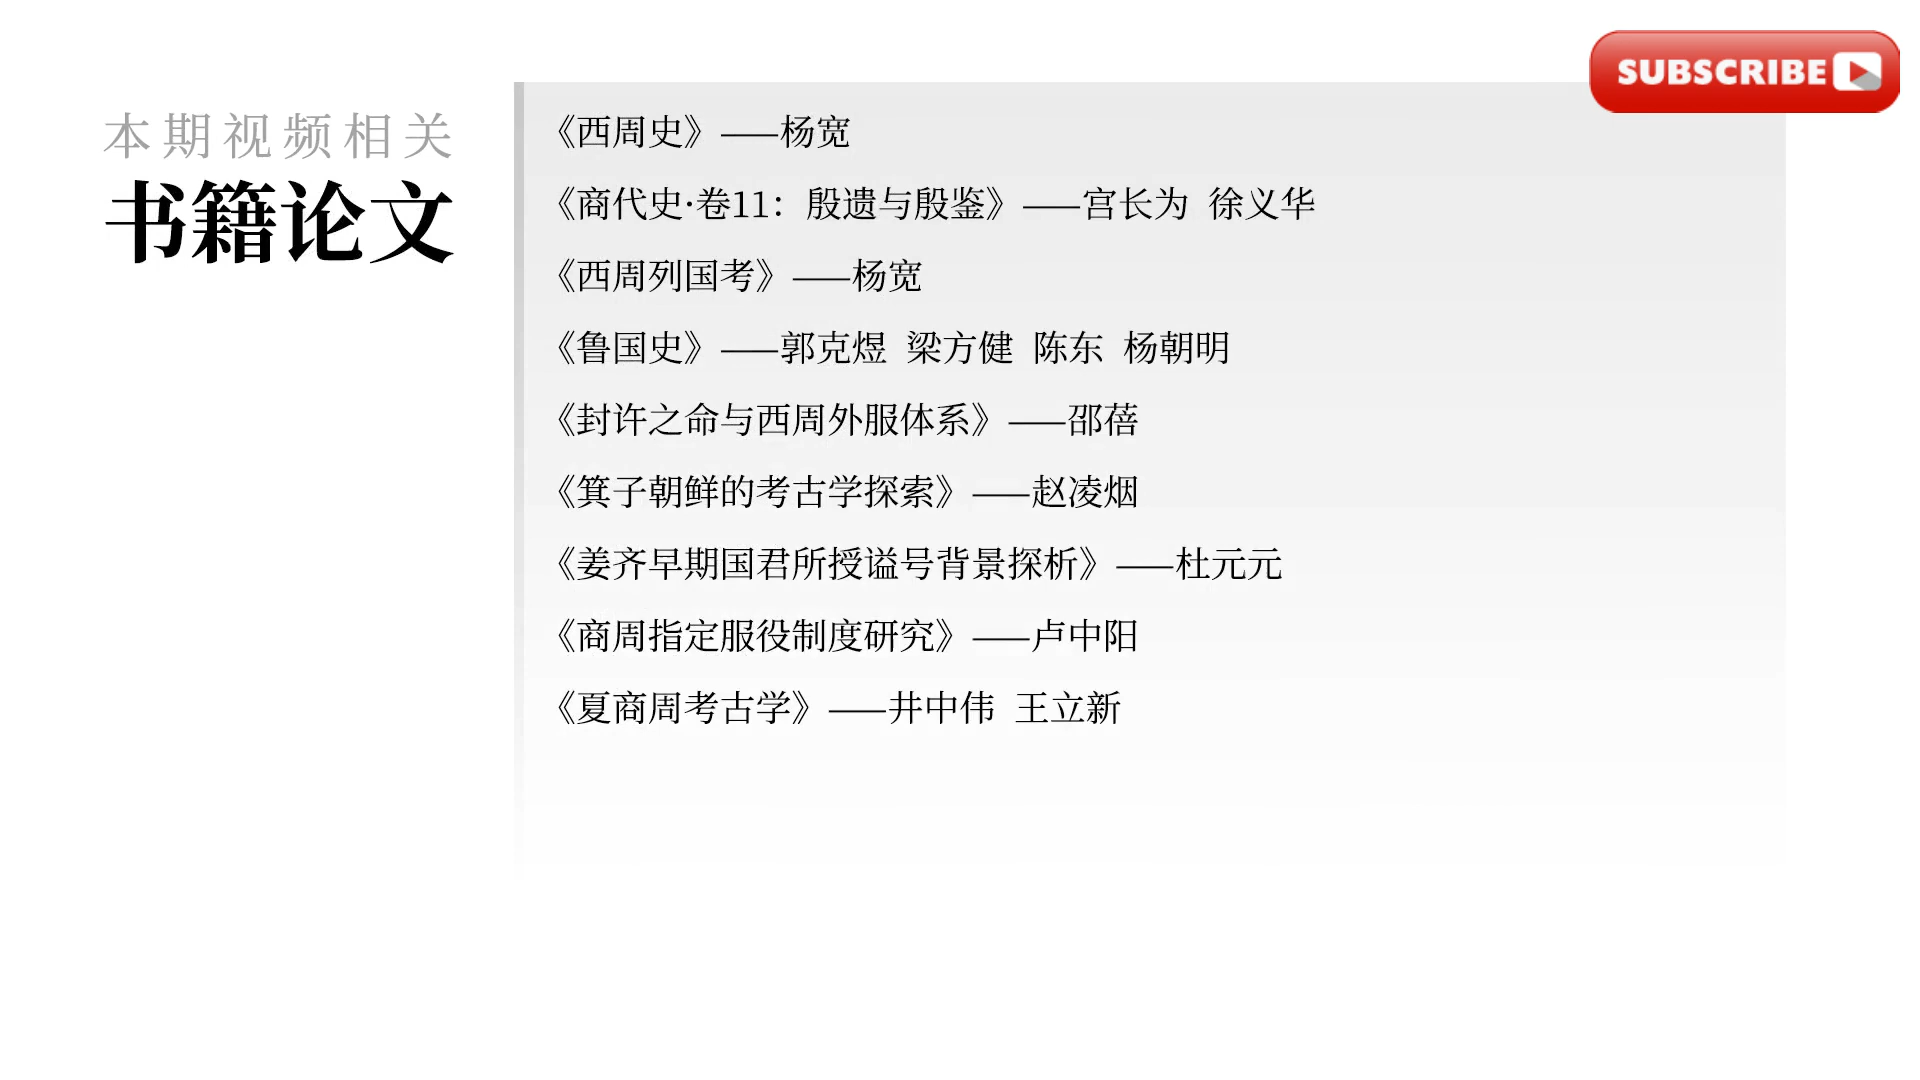 本期视频相关
书籍论文
SUBSCRIBE
《西周史》——杨宽
《商代史·卷11：殷遗与殷鉴》——宫长为 徐义华
《西周列国考》——杨宽
《鲁国史》——郭克煜 梁方健 陈东 杨朝明
《封许之命与西周外服体系》——邵蓓
《箕子朝鲜的考古学探索》——赵凌烟
《姜齐早期国君所授谥号背景探析》——杜元元
《商周指定服役制度研究》——卢中阳
《夏商周考古学》——井中伟 王立新